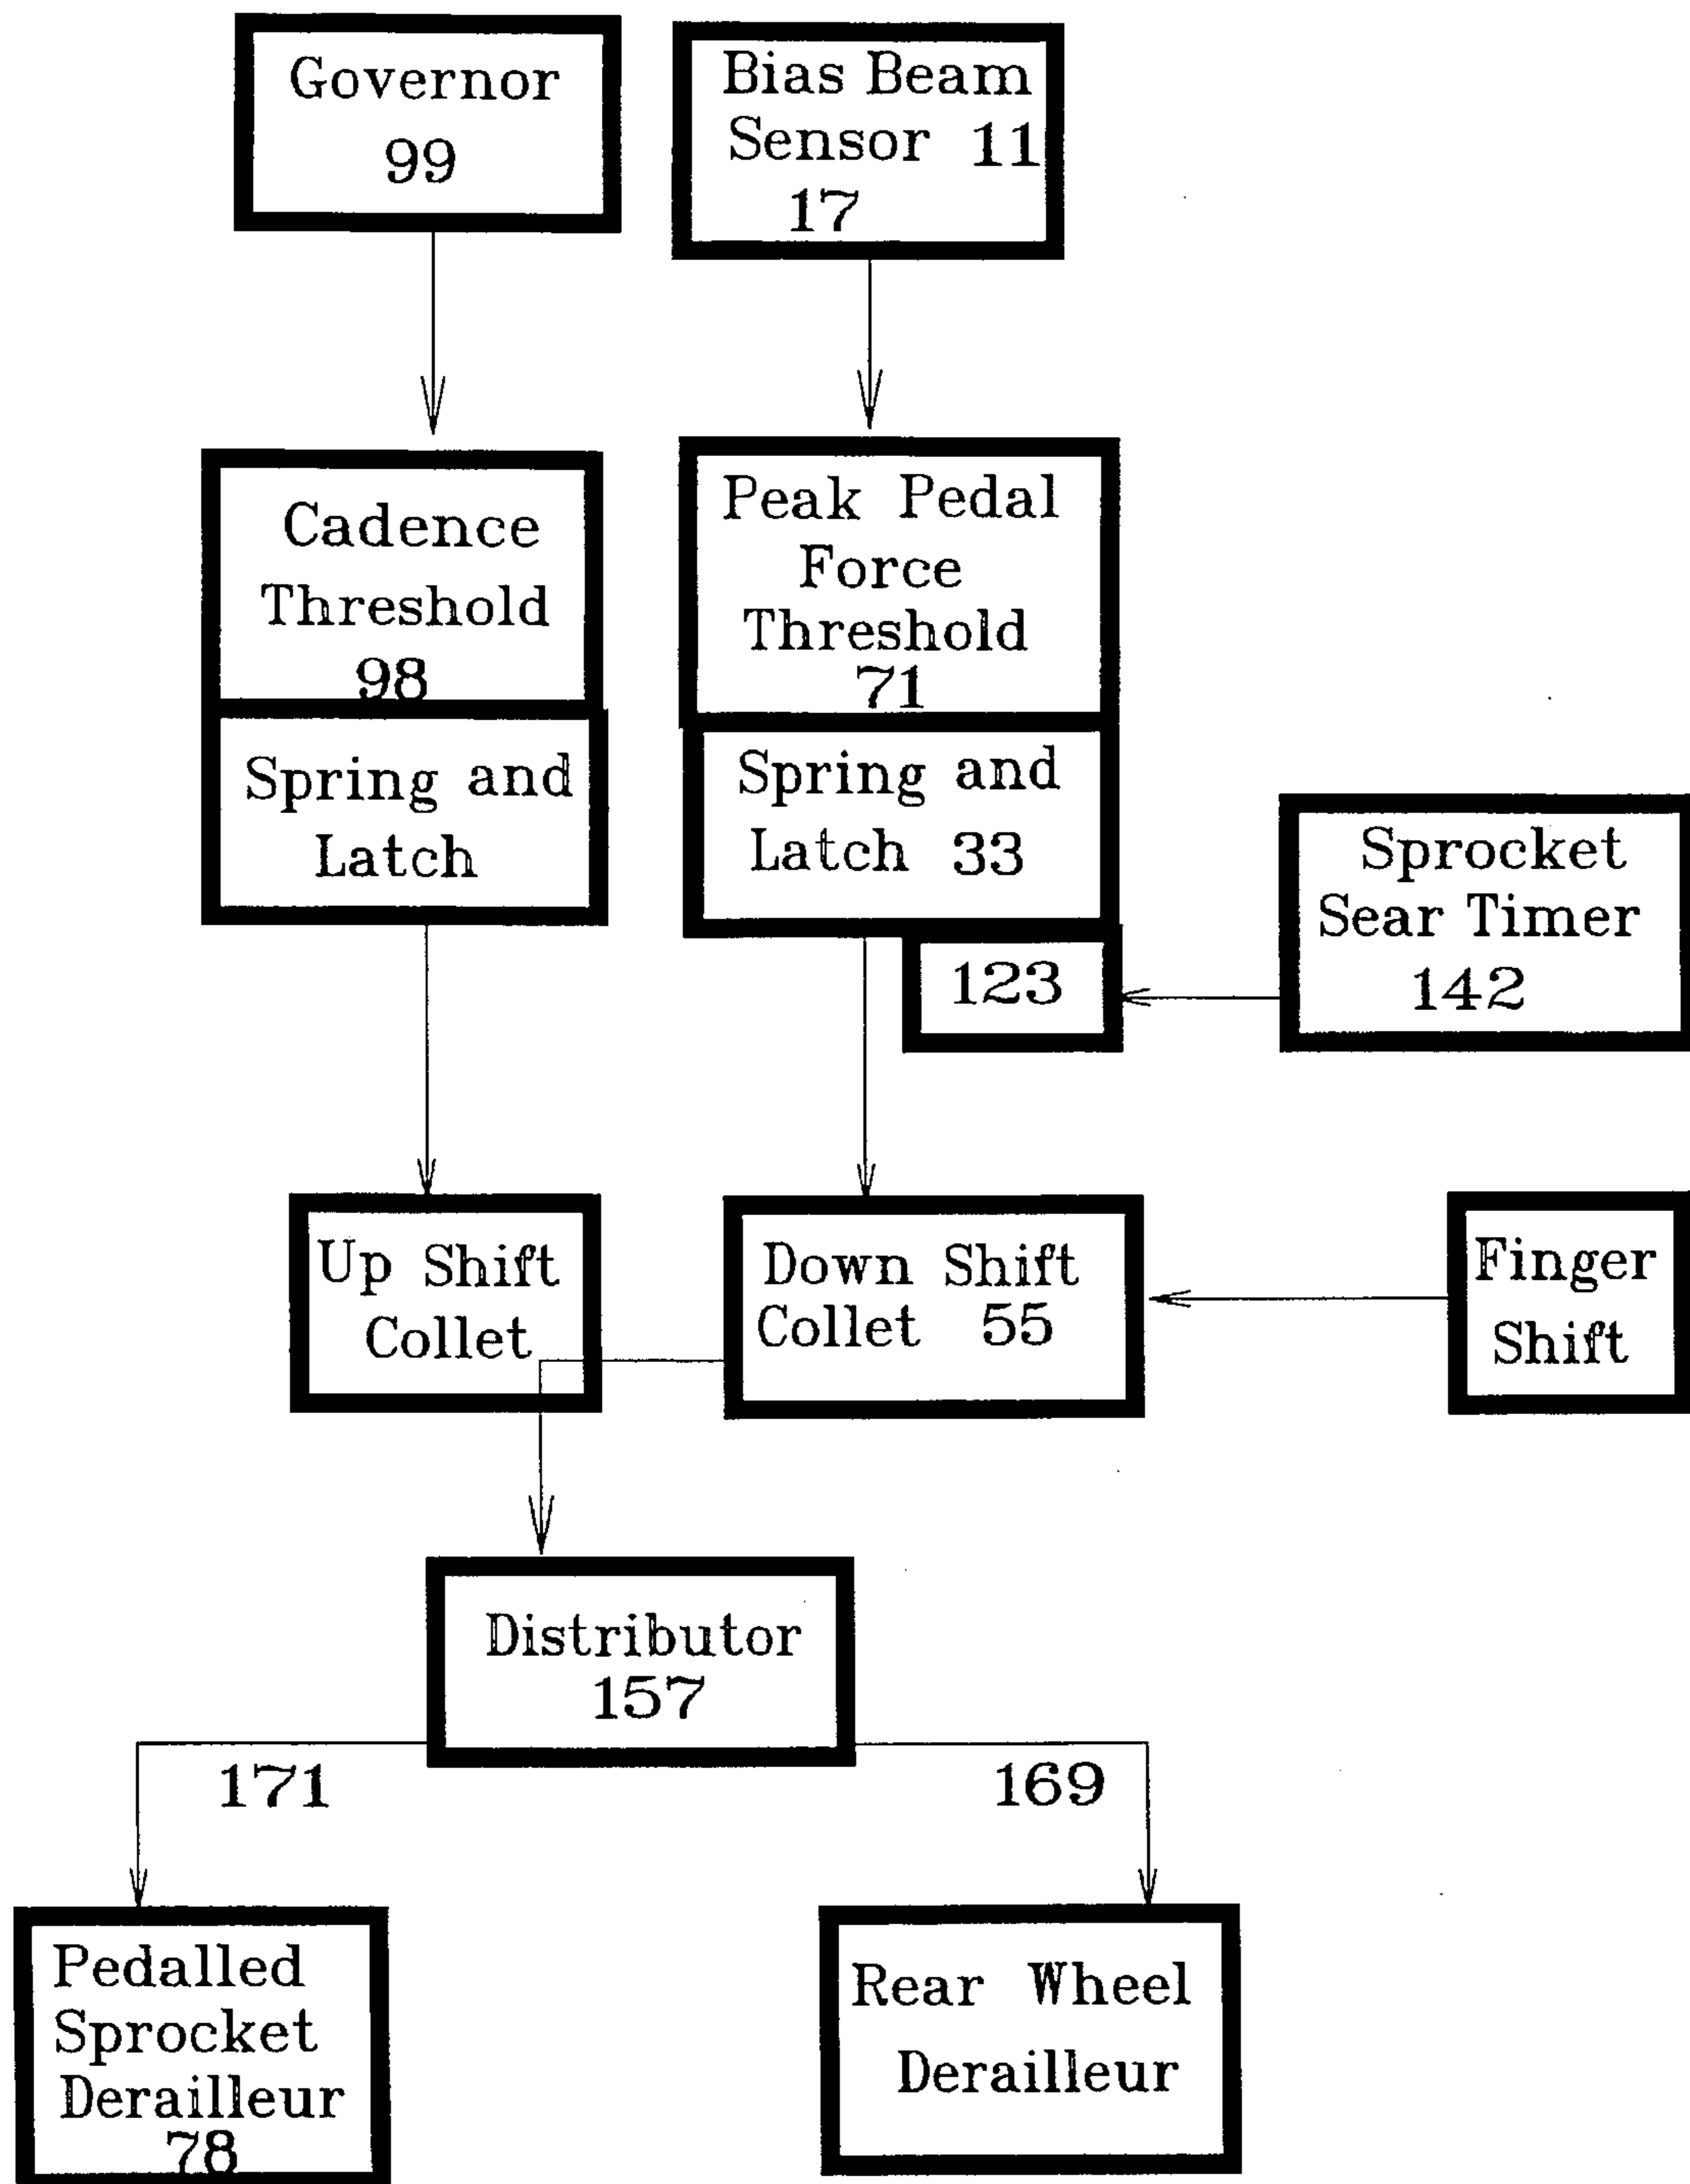 Governor
99
Bias Beam
Sensor 11
17
Cadence
Threshold
98
Spring and
Latch
Peak Pedal
Force
Threshold
71
Spring and
Latch 33
123
Sprocket
Sear Timer
142
Up Shift
Collet
Down Shift
Collet 55
Finger
Shift
Distributor
157
171
169
Pedalled
Sprocket
Derailleur
78
Rear Wheel
Derailleur